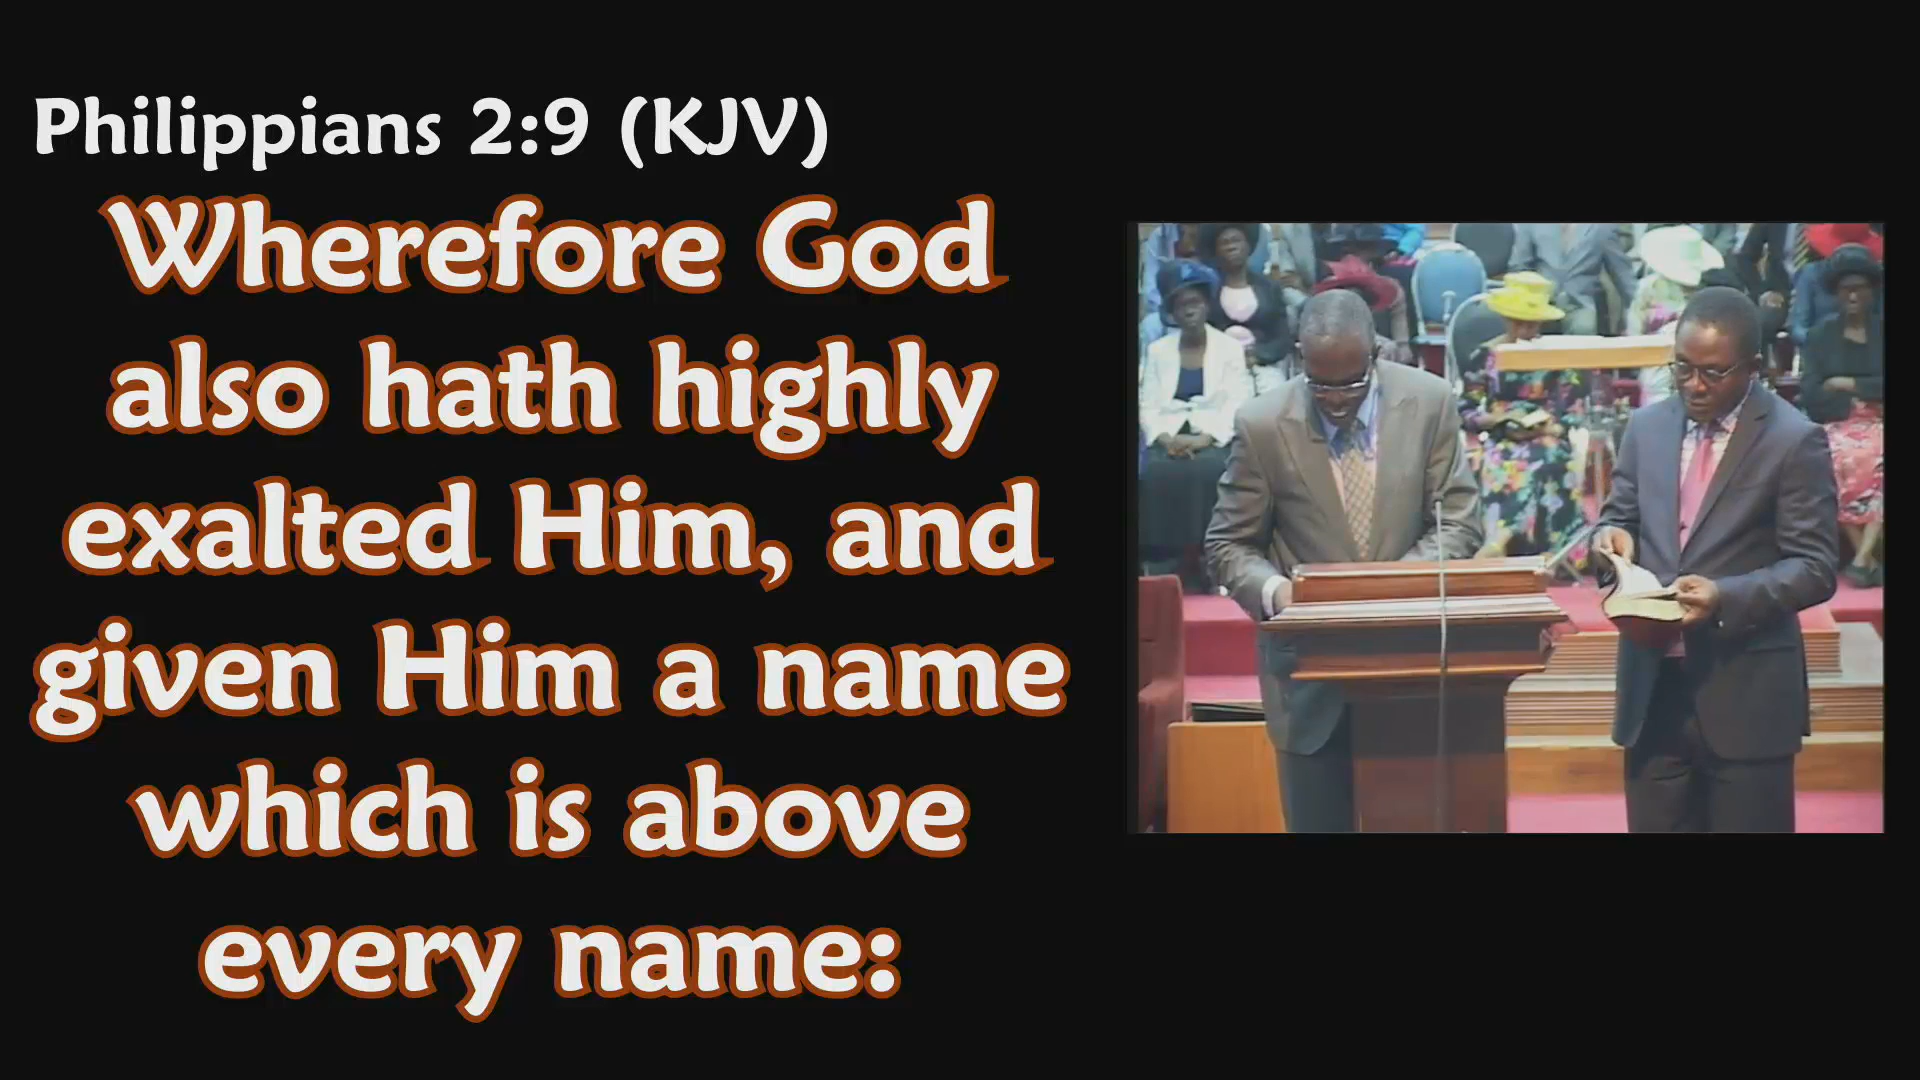 Philippians 2:9 (KJV)
Wherefore God
also hath highly
exalted Him, and
given Him a name
which is above
every name: